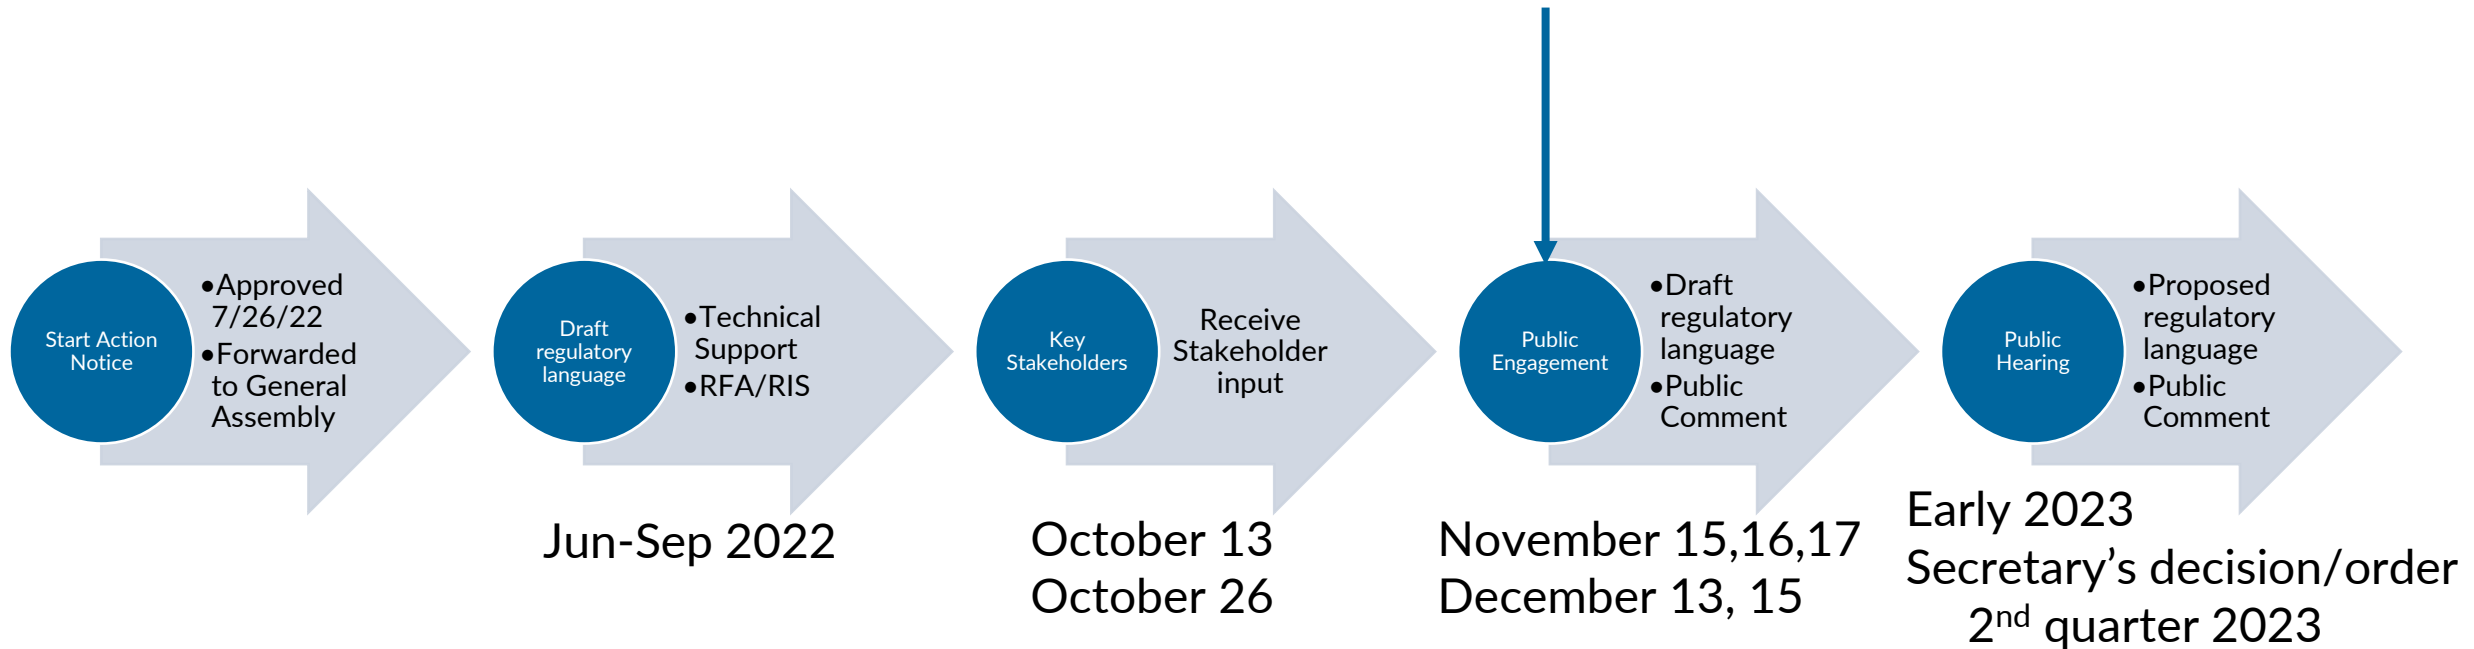 Start Action
Notice
•Approved
7/26/22
•Forwarded
to General
Assembly
Draft
regulatory
language
•Technical
Support
•RFA/RIS
Jun-Sep 2022
Key
Stakeholders
Receive
Stakeholder
input
October 13
October 26
Public
Engagement
•Draft
regulatory
language
•Public
Comment
November 15,16,17
December 13, 15
Public
Hearing
•Proposed
regulatory
language
•Public
Comment
Early 2023
Secretary’s decision/order
2nd quarter 2023